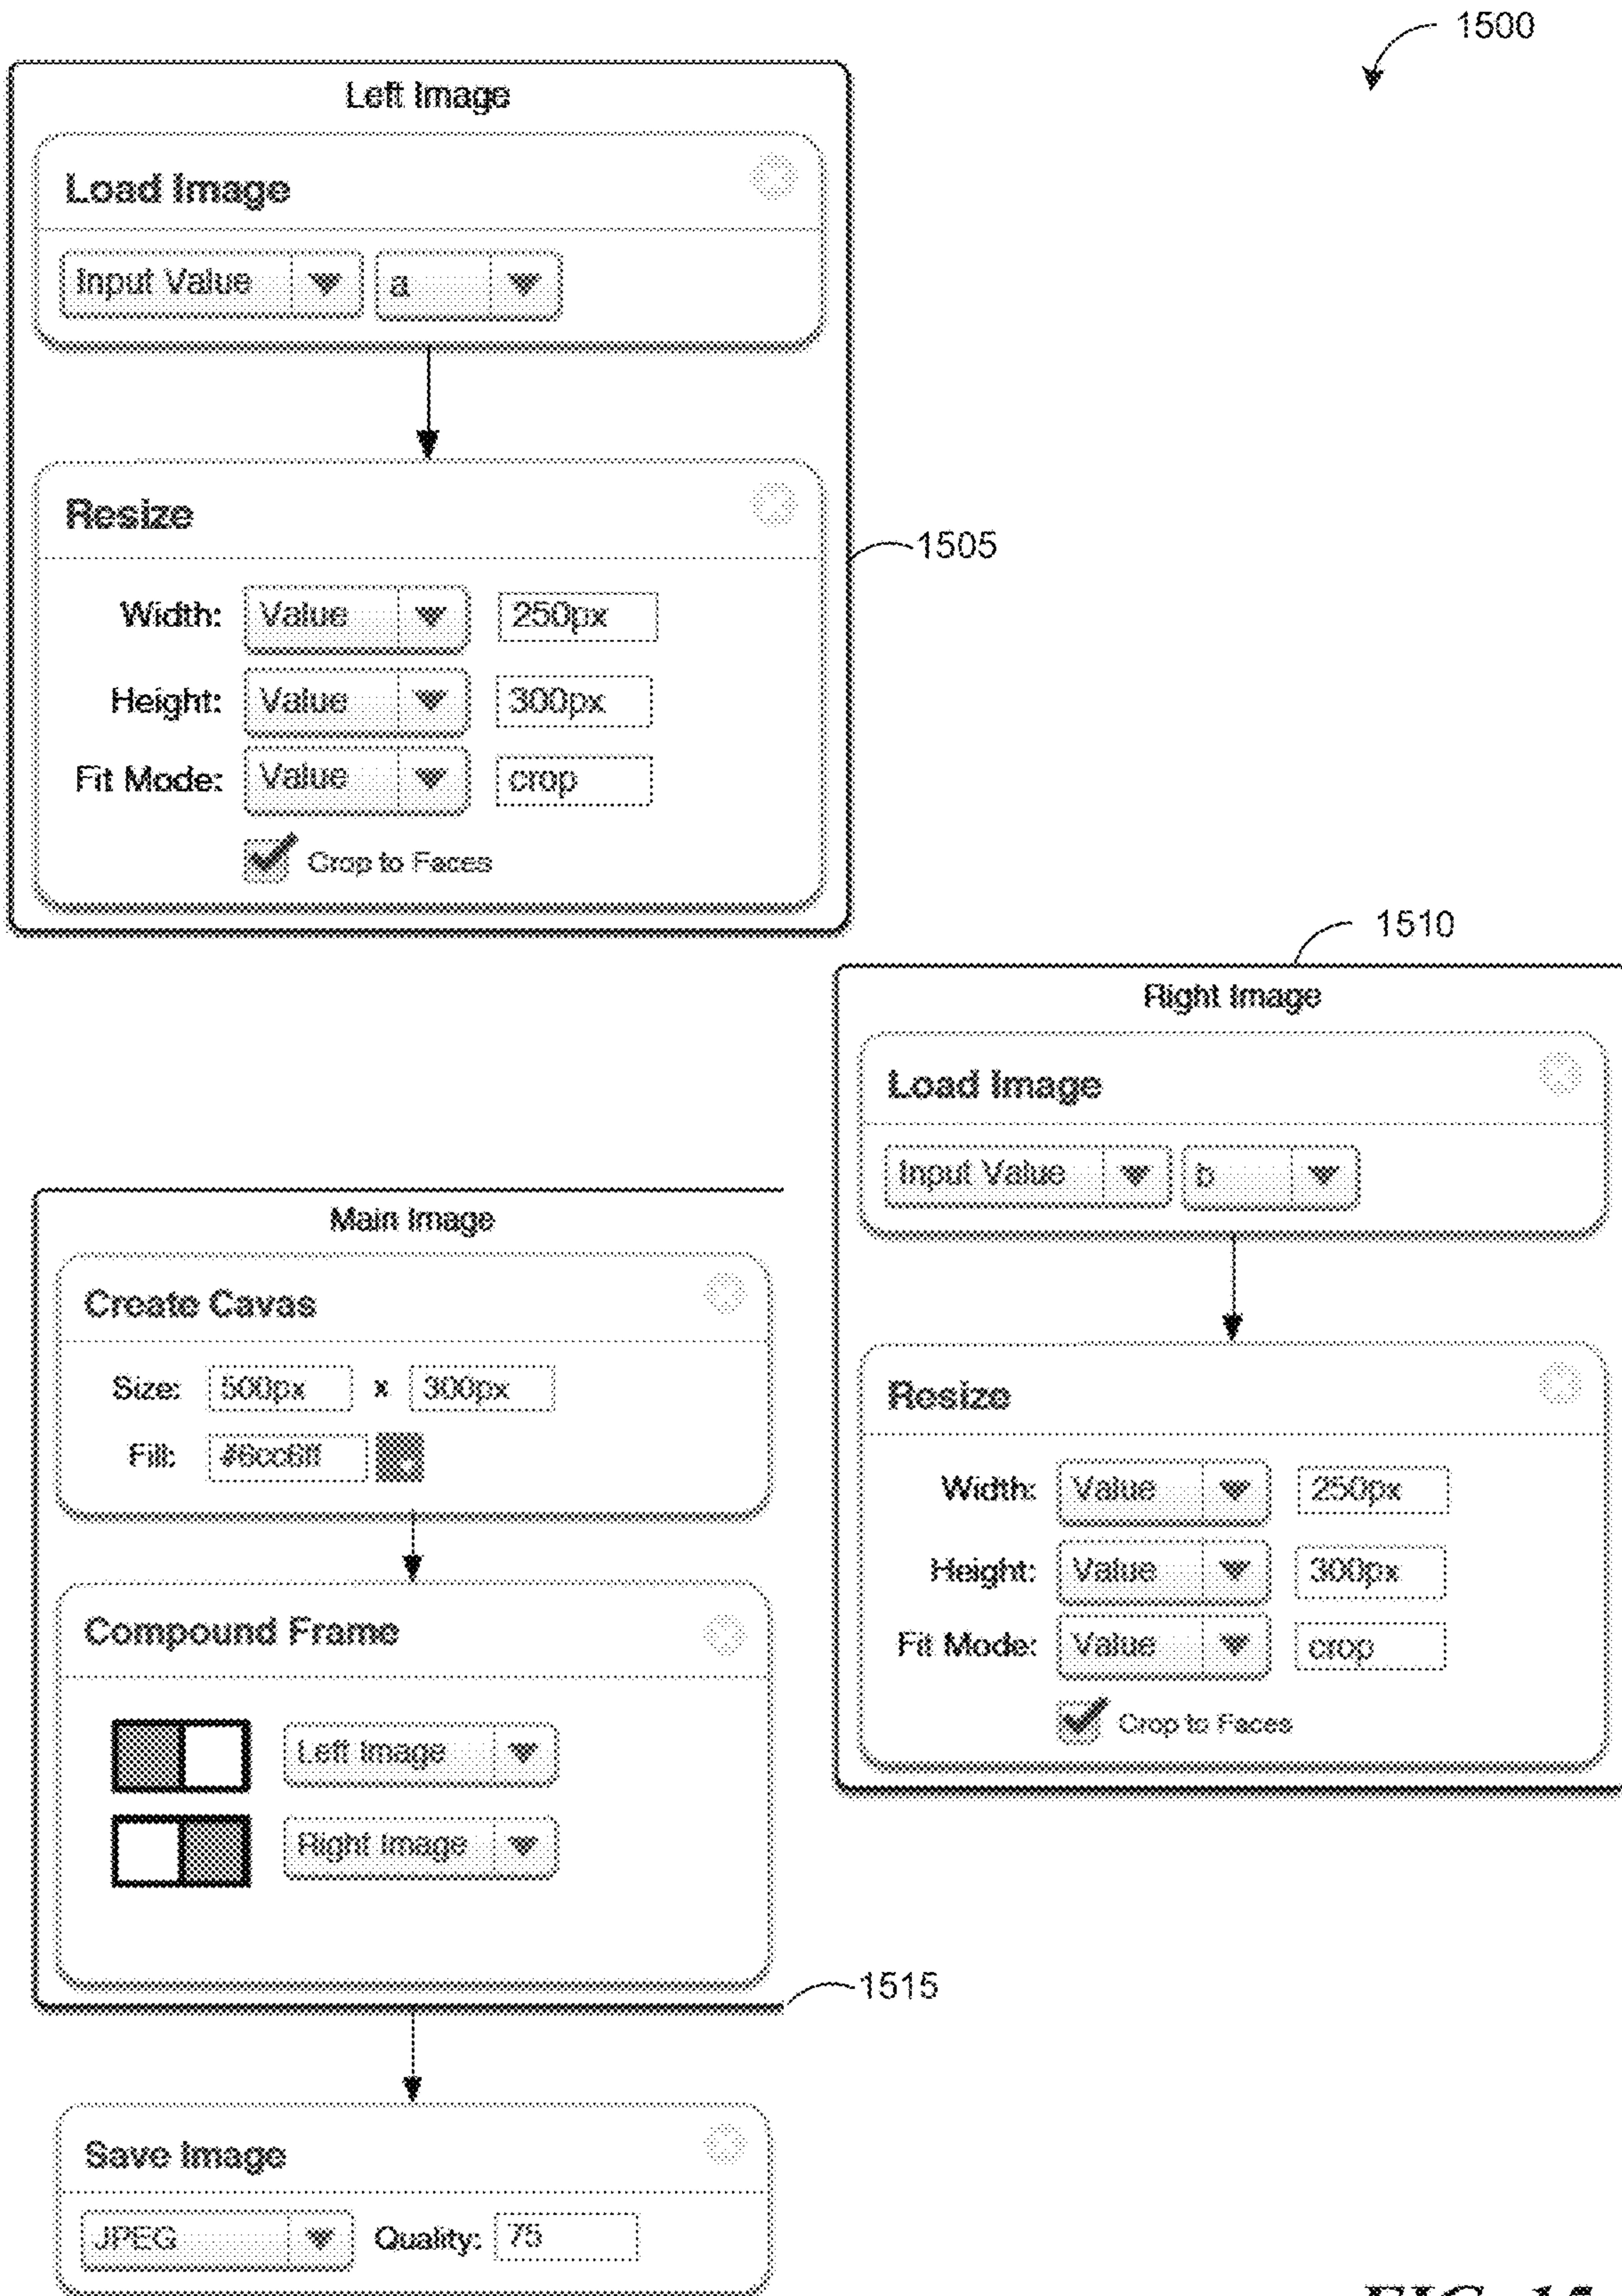 1500
Left Image
Load Image
Input Value a
Resize
1505
Width: Value 250px
Height: Value 300px
Fit Mode: Value crop
Crop to Faces
1510
Right Image
Load Image
Input Value b
Resize
Width: Value 250px
Height: Value 300px
Fit Mode: Value crop
Crop to Faces
Main Image
Create Cavas
Size: 500px x 300px
Fill:
Compound Frame
Left Image
Right Image
1515
Save Image
JPEG Quality: 75